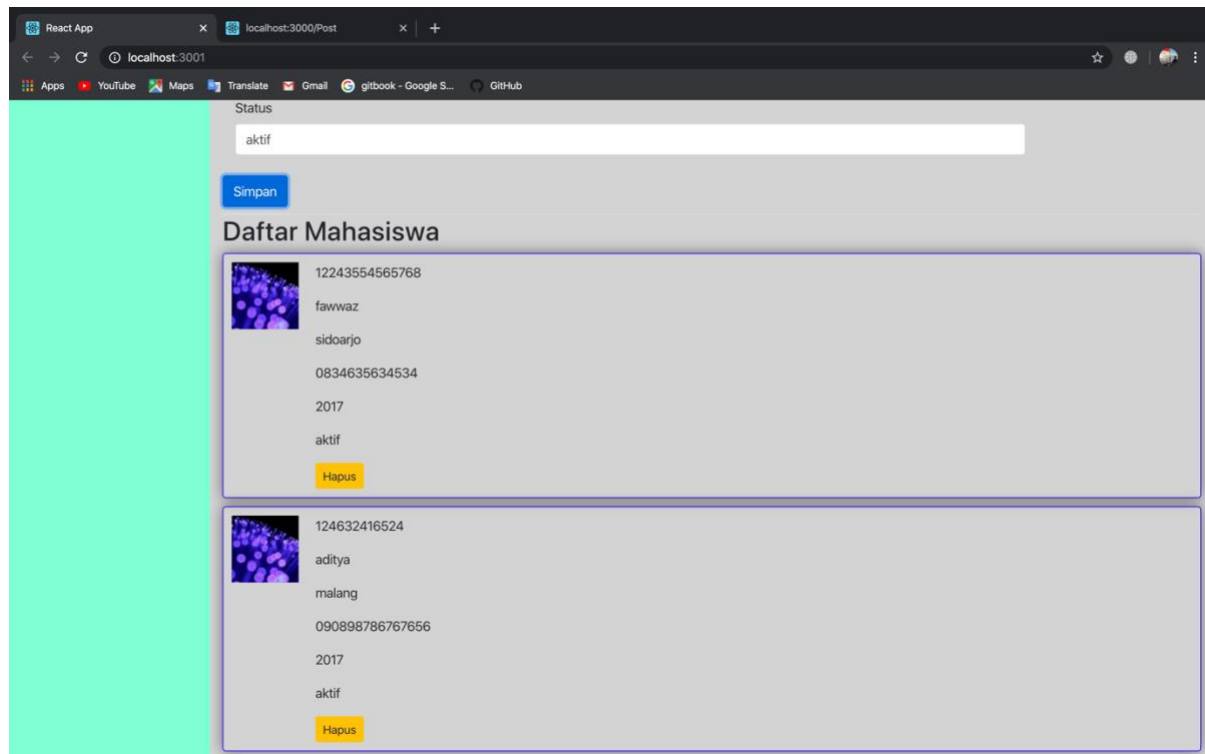 React App
localhost:3000/Post
localhost:3001
Apps YouTube Maps Translate Gmail gitbook - Google S... GitHub
Status
aktif
Simpan
Daftar Mahasiswa
12243554565768
fawwaz
sidoarjo
0834635634534
2017
aktif
Hapus
124632416524
aditya
malang
090898786767656
2017
aktif
Hapus